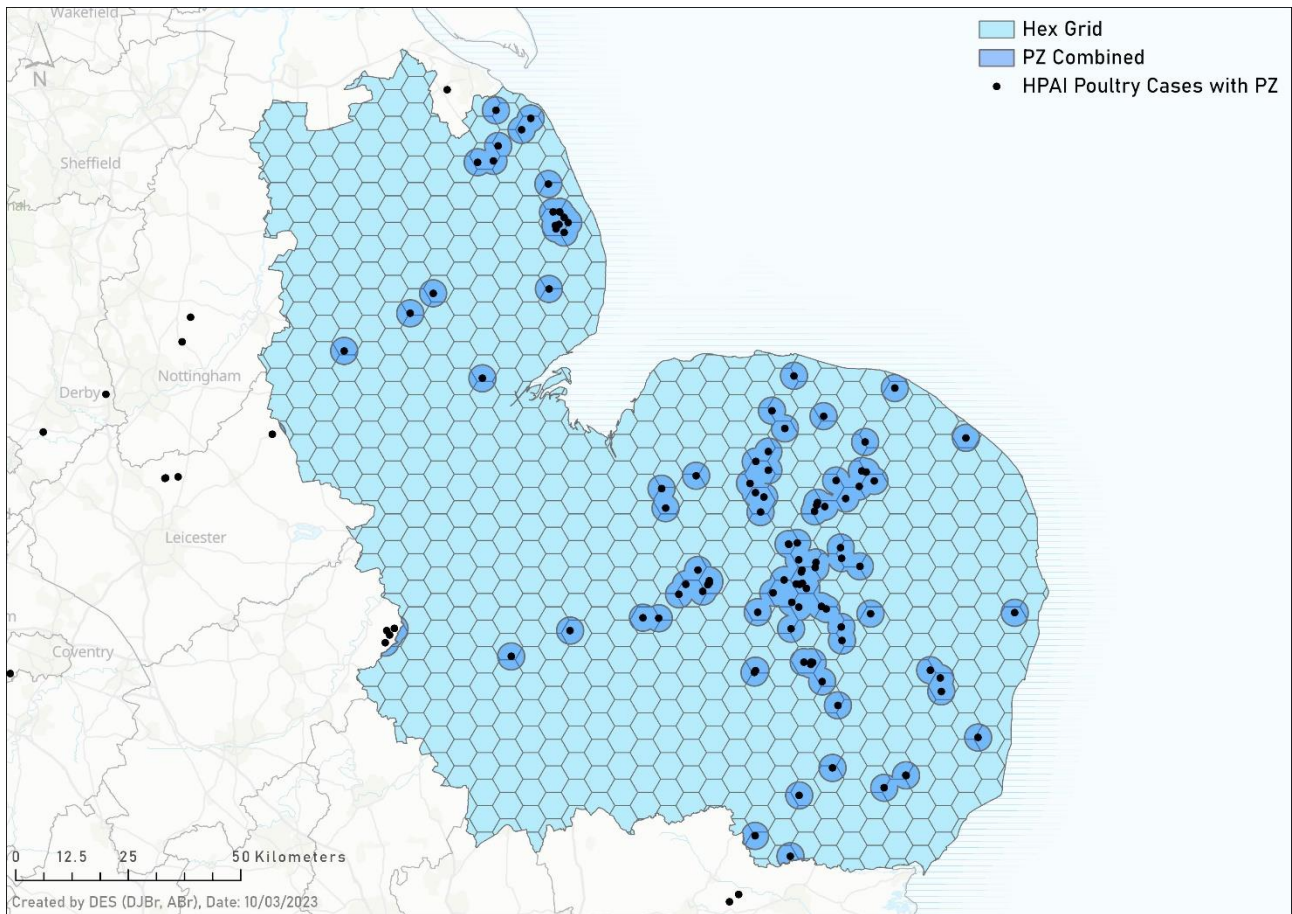 Wakefield
N
Hex Grid
PZ Combined
HPAI Poultry Cases with PZ
Sheffield
Nottingham
Derby
Leicester
Coventry
0 12.5 25 50 Kilometers
Created by DES (DJBr, ABr), Date: 10/03/2023